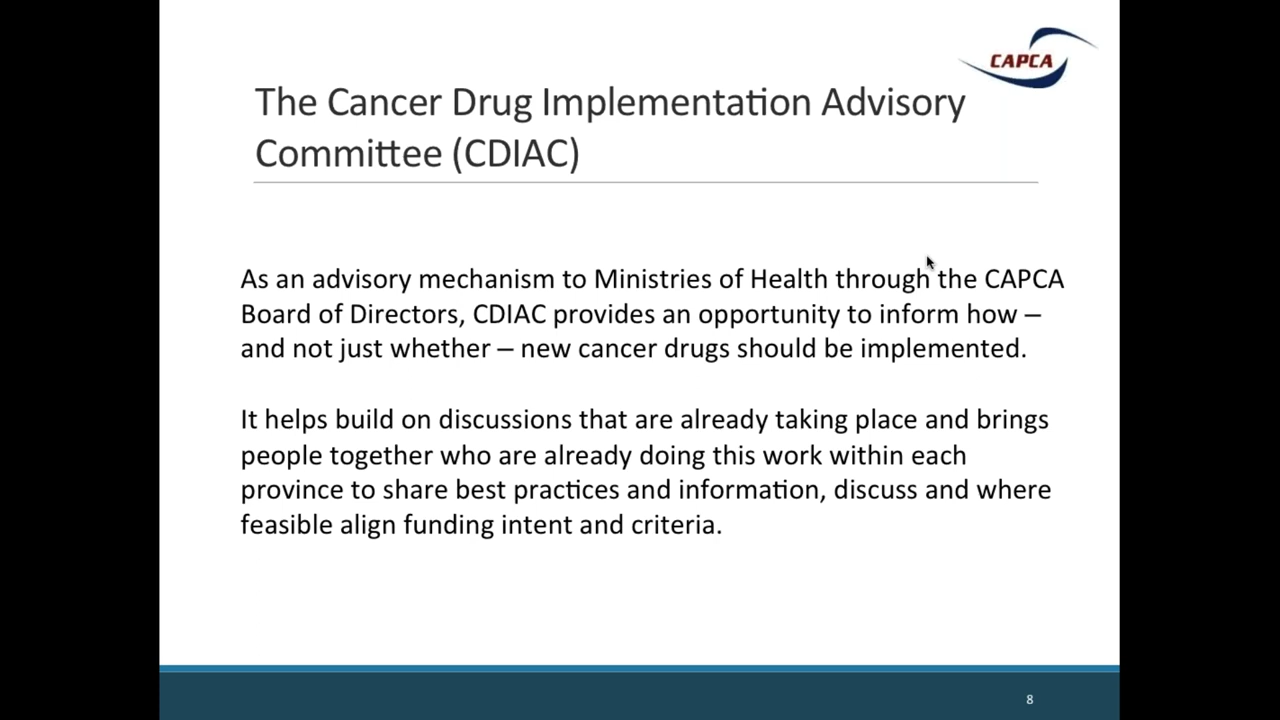 CAPCA
The Cancer Drug Implementation Advisory
Committee (CDIAC)
As an advisory mechanism to Ministries of Health through the CAPCA
Board of Directors, CDIAC provides an opportunity to inform how –
and not just whether – new cancer drugs should be implemented.
It helps build on discussions that are already taking place and brings
people together who are already doing this work within each
province to share best practices and information, discuss and where
feasible align funding intent and criteria.
8